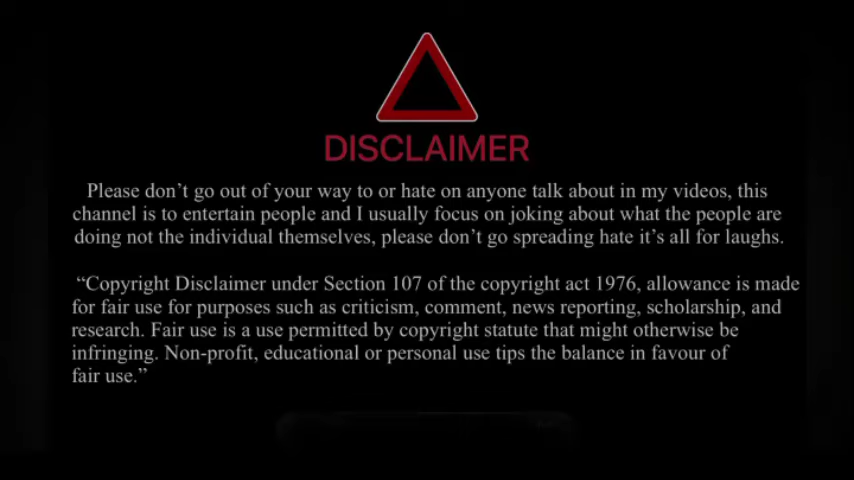 DISCLAIMER
Please don’t go out of your way to or hate on anyone talk about in my videos, this
channel is to entertain people and I usually focus on joking about what the people are
doing not the individual themselves, please don’t go spreading hate it’s all for laughs.
“Copyright Disclaimer under Section 107 of the copyright act 1976, allowance is made
for fair use for purposes such as criticism, comment, news reporting, scholarship, and
research. Fair use is a use permitted by copyright statute that might otherwise be
infringing. Non-profit, educational or personal use tips the balance in favour of
fair use.”